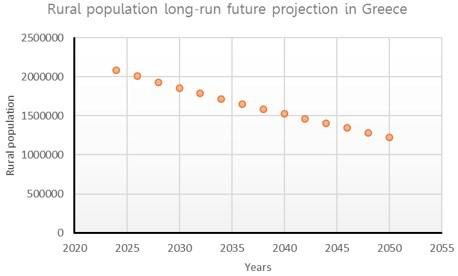 Rural population long-run future projection in Greece
2500000
2000000
1500000
1000000
500000
0
2020 2025 2030 2035 2040 2045 2050 2055
Rural population
Years